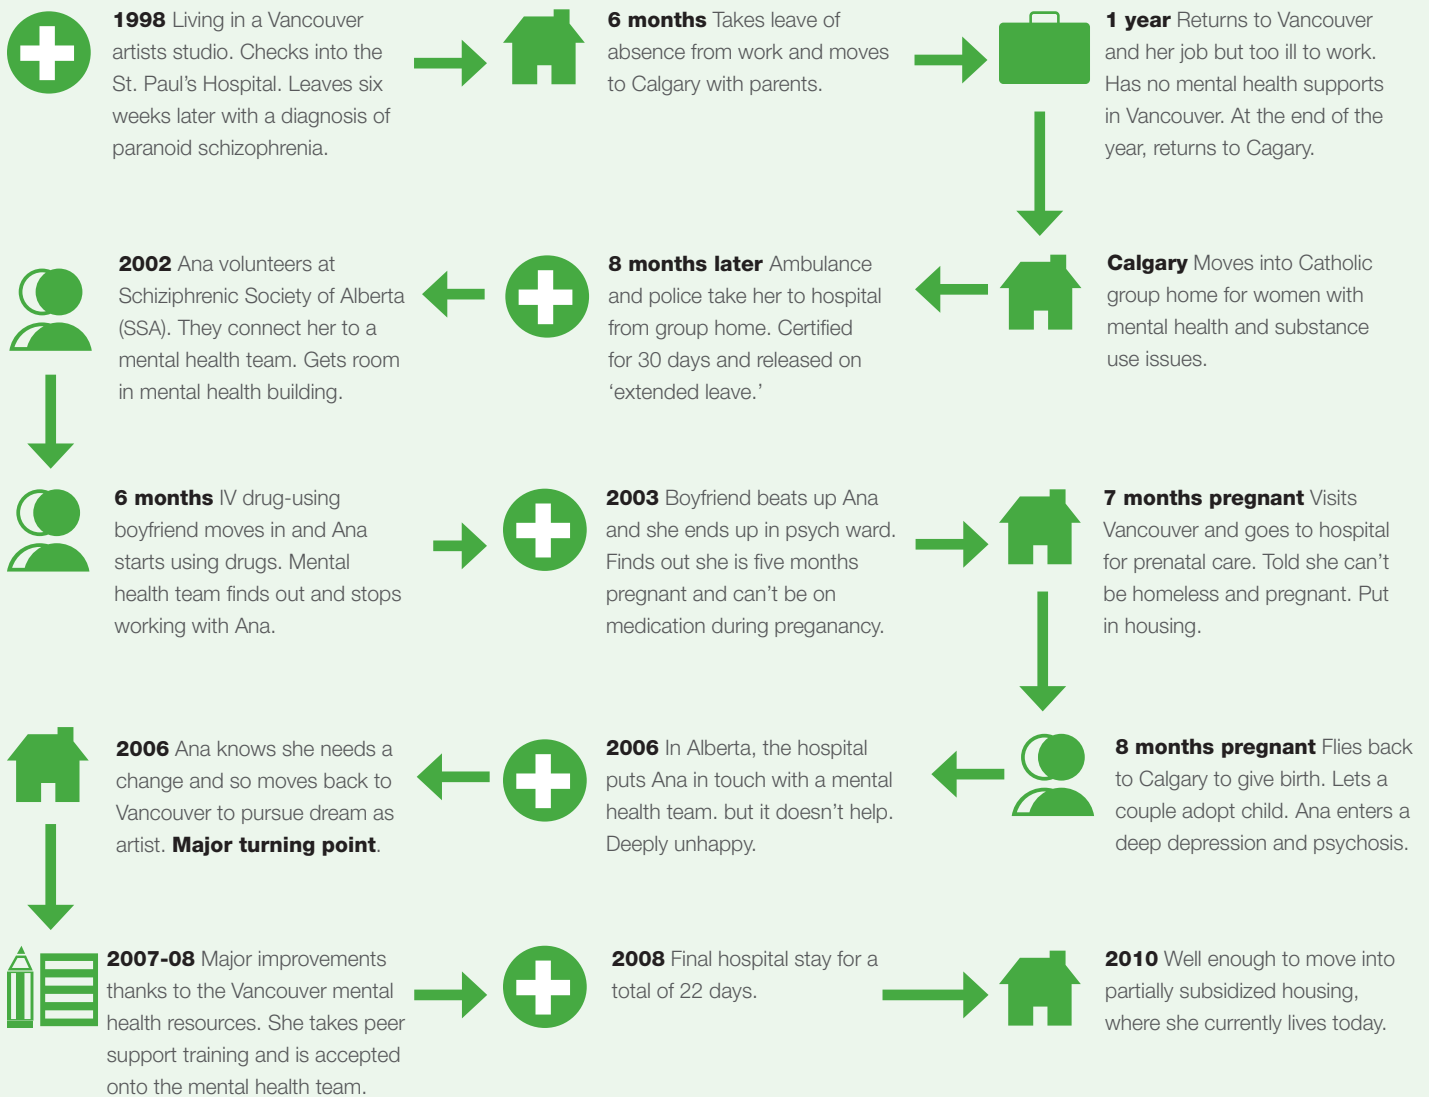 1998 Living in a Vancouver
artists studio. Checks into the
St. Paul's Hospital. Leaves six
weeks later with a diagnosis of
paranoid schizophrenia.
6 months Takes leave of
absence from work and moves
to Calgary with parents.
1 year Returns to Vancouver
and her job but too ill to work.
Has no mental health supports
in Vancouver. At the end of the
year, returns to Cagary.
Calgary Moves into Catholic
group home for women with
mental health and substance
use issues.
8 months later Ambulance
and police take her to hospital
from group home. Certified
for 30 days and released on
‘extended leave.’
2002 Ana volunteers at
Schiziphrenic Society of Alberta
(SSA). They connect her to a
mental health team. Gets room
in mental health building.
6 months IV drug-using
boyfriend moves in and Ana
starts using drugs. Mental
health team finds out and stops
working with Ana.
2003 Boyfriend beats up Ana
and she ends up in psych ward.
Finds out she is five months
pregnant and can't be on
medication during preganancy.
7 months pregnant Visits
Vancouver and goes to hospital
for prenatal care. Told she can't
be homeless and pregnant. Put
in housing.
8 months pregnant Flies back
to Calgary to give birth. Lets a
couple adopt child. Ana enters a
deep depression and psychosis.
2006 In Alberta, the hospital
puts Ana in touch with a mental
health team. but it doesn't help.
Deeply unhappy.
2006 Ana knows she needs a
change and so moves back to
Vancouver to pursue dream as
artist. Major turning point.
2007-08 Major improvements
thanks to the Vancouver mental
health resources. She takes peer
support training and is accepted
onto the mental health team.
2008 Final hospital stay for a
total of 22 days.
2010 Well enough to move into
partially subsidized housing,
where she currently lives today.